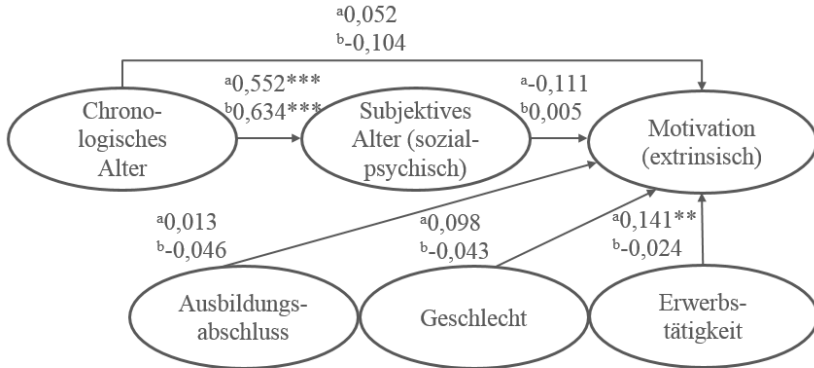 ᵃ0,052
ᵇ-0,104
ᵃ0,552***
ᵇ0,634***
ᵃ-0,111
ᵇ0,005
Chrono-
logisches
Alter
Subjektives
Alter (sozial-
psychisch)
Motivation
(extrinsisch)
ᵃ0,013
ᵇ-0,046
ᵃ0,098
ᵇ-0,043
ᵃ0,141**
ᵇ-0,024
Ausbildungs-
abschluss
Geschlecht
Erwerbs-
tätigkeit